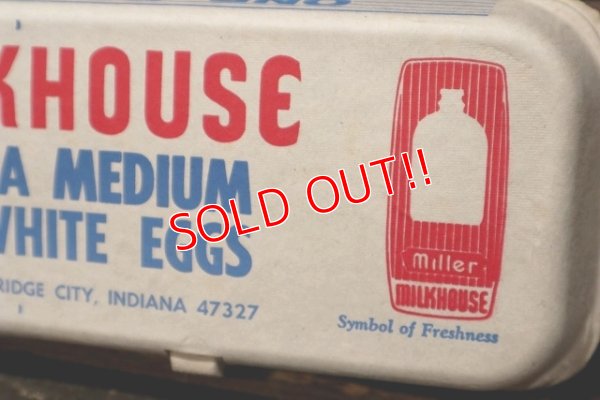 KHOUSE
A MEDIUM
WHITE EGGS
RIDGE CITY, INDIANA 47327
SOLD OUT!!
Miller
MILKHOUSE
Symbol of Freshness